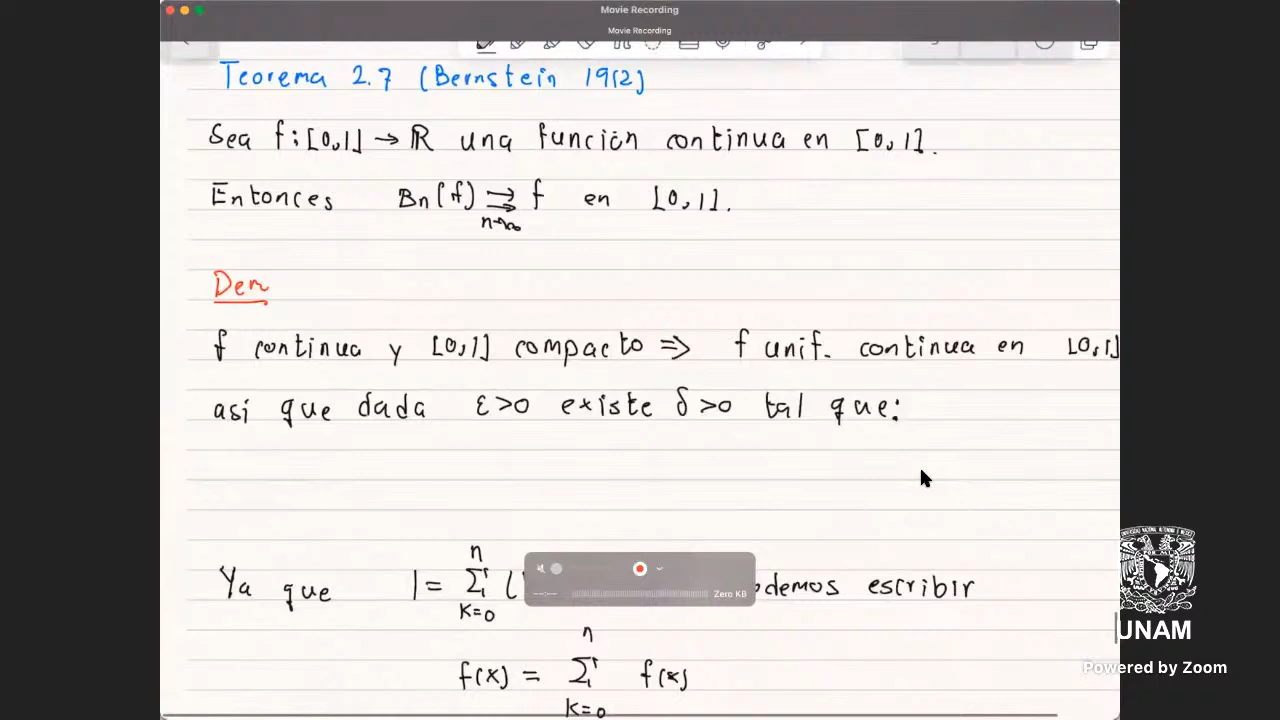 Movie Recording
Movie Recording
Teorema 2.7 (Bernstein 1912)
Sea f: [0,1] → ℝ una función continua en [0,1].
Entonces Bn(f) ⇉ f en [0,1].
n→∞
Dem
f continua y [0,1] compacto ⇒ f unif. continua en [0,1]
así que dada ε>0 existe δ>0 tal que:
n
Ya que 1 = Σ ( odemos escribir
K=0
Zero KB
n
f(x) = Σ f(x)
K=0
UNAM
Powered by Zoom